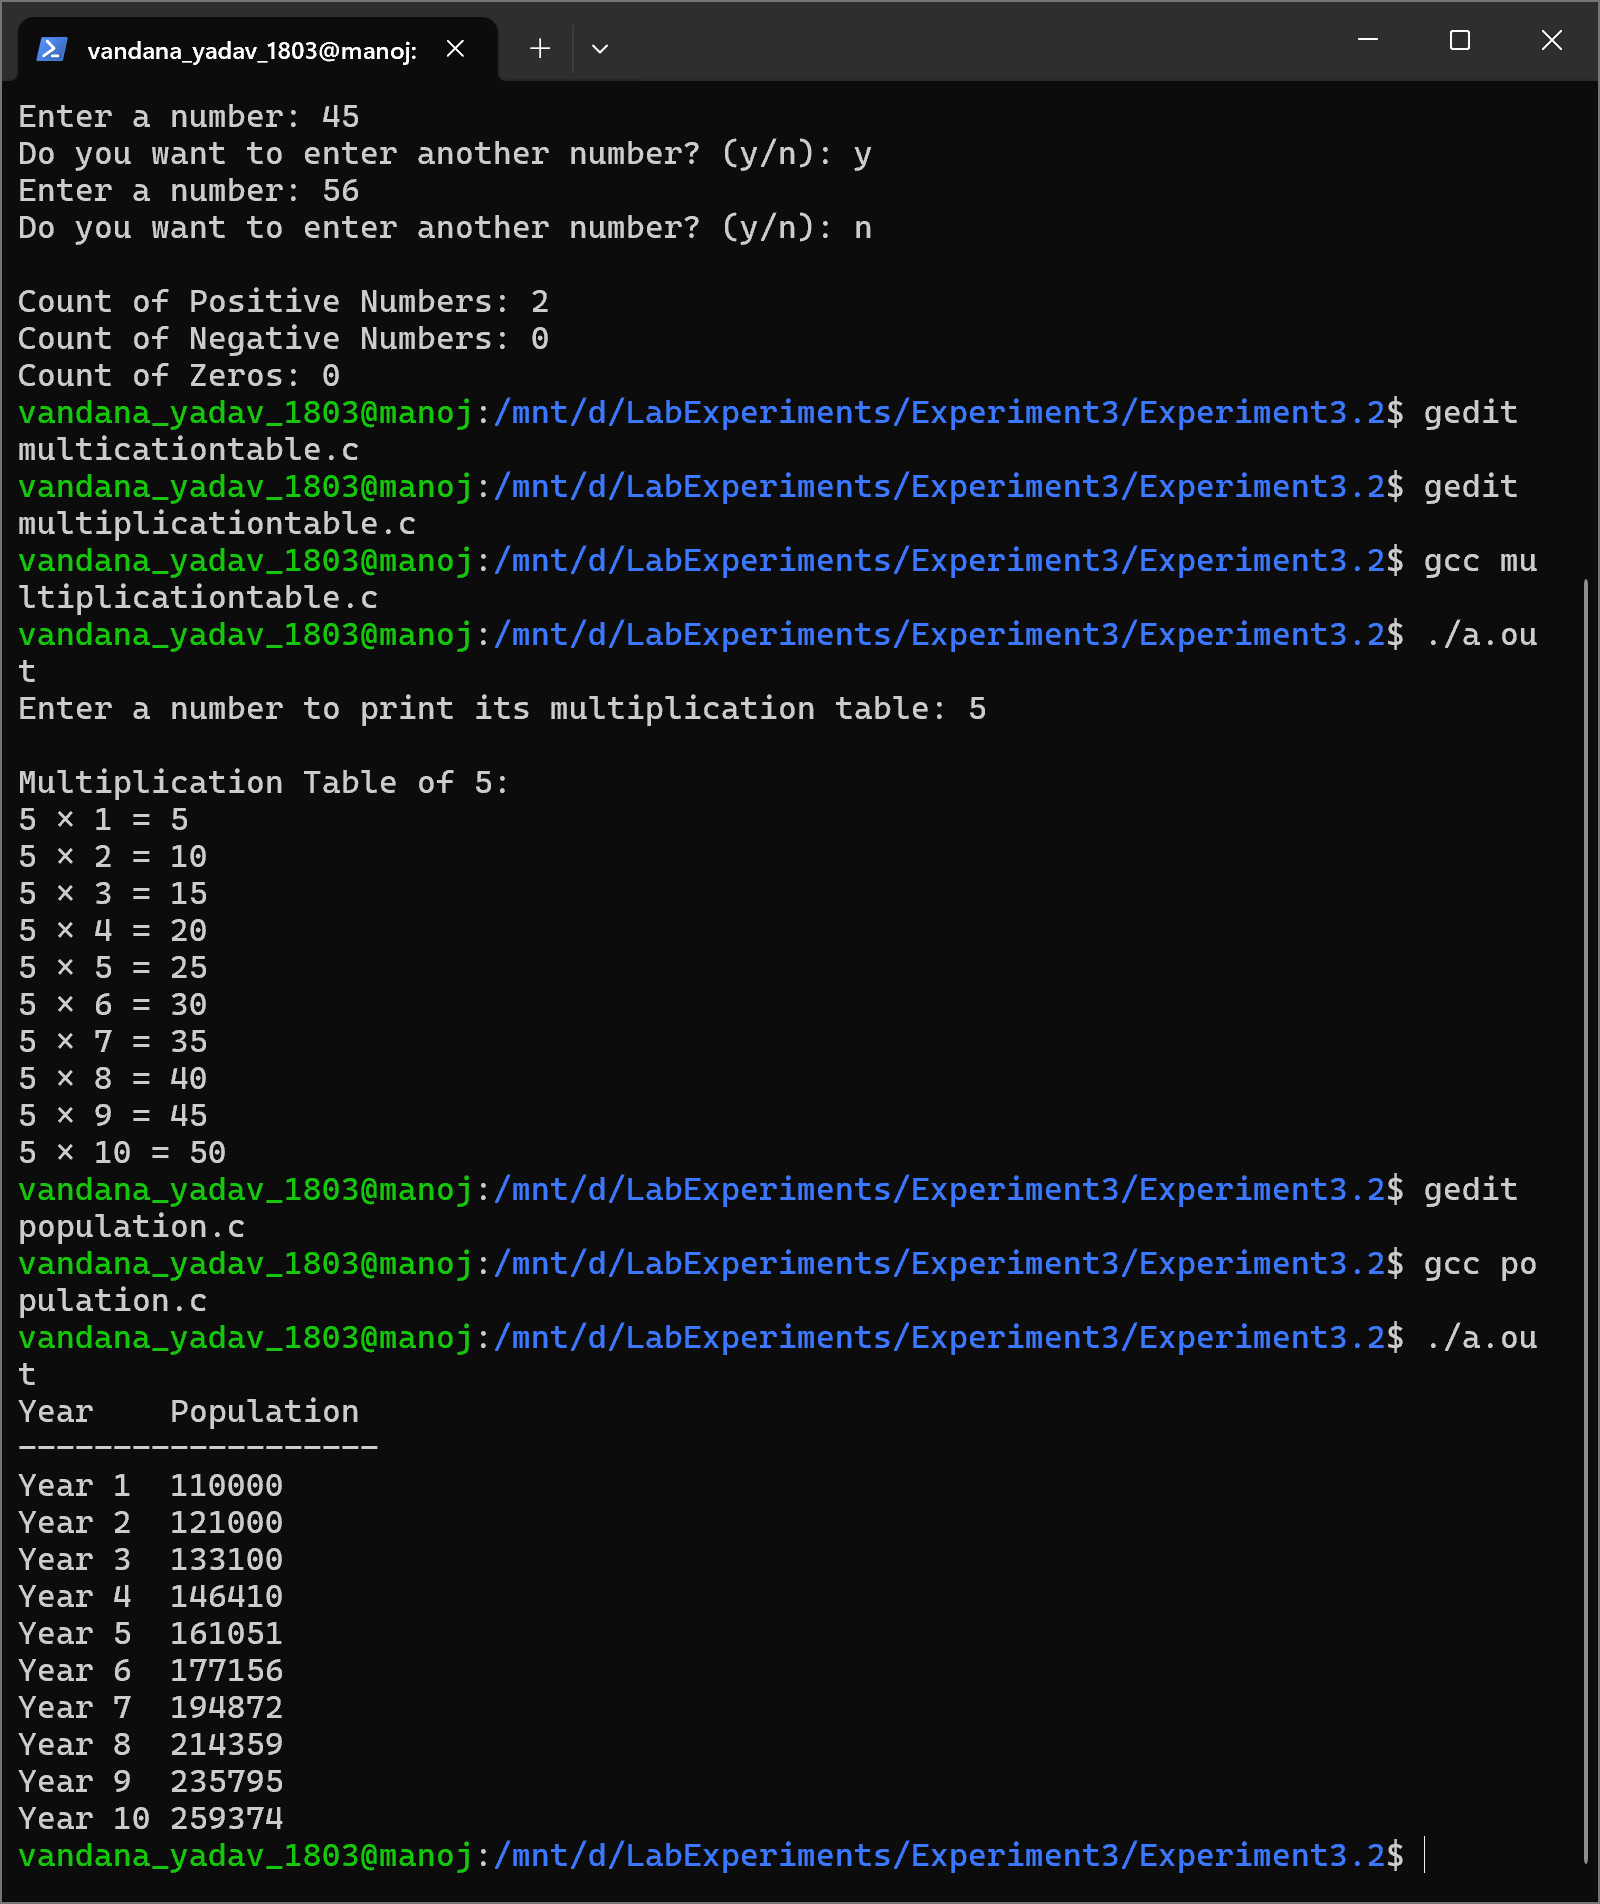 vandana_yadav_1803@manoj:
Enter a number: 45
Do you want to enter another number? (y/n): y
Enter a number: 56
Do you want to enter another number? (y/n): n
Count of Positive Numbers: 2
Count of Negative Numbers: 0
Count of Zeros: 0
vandana_yadav_1803@manoj:/mnt/d/LabExperiments/Experiment3/Experiment3.2$ gedit
multicationtable.c
vandana_yadav_1803@manoj:/mnt/d/LabExperiments/Experiment3/Experiment3.2$ gedit
multiplicationtable.c
vandana_yadav_1803@manoj:/mnt/d/LabExperiments/Experiment3/Experiment3.2$ gcc mu
ltiplicationtable.c
vandana_yadav_1803@manoj:/mnt/d/LabExperiments/Experiment3/Experiment3.2$ ./a.ou
t
Enter a number to print its multiplication table: 5
Multiplication Table of 5:
5 × 1 = 5
5 × 2 = 10
5 × 3 = 15
5 × 4 = 20
5 × 5 = 25
5 × 6 = 30
5 × 7 = 35
5 × 8 = 40
5 × 9 = 45
5 × 10 = 50
vandana_yadav_1803@manoj:/mnt/d/LabExperiments/Experiment3/Experiment3.2$ gedit
population.c
vandana_yadav_1803@manoj:/mnt/d/LabExperiments/Experiment3/Experiment3.2$ gcc po
pulation.c
vandana_yadav_1803@manoj:/mnt/d/LabExperiments/Experiment3/Experiment3.2$ ./a.ou
t
Year    Population
-------------------
Year 1  110000
Year 2  121000
Year 3  133100
Year 4  146410
Year 5  161051
Year 6  177156
Year 7  194872
Year 8  214359
Year 9  235795
Year 10 259374
vandana_yadav_1803@manoj:/mnt/d/LabExperiments/Experiment3/Experiment3.2$